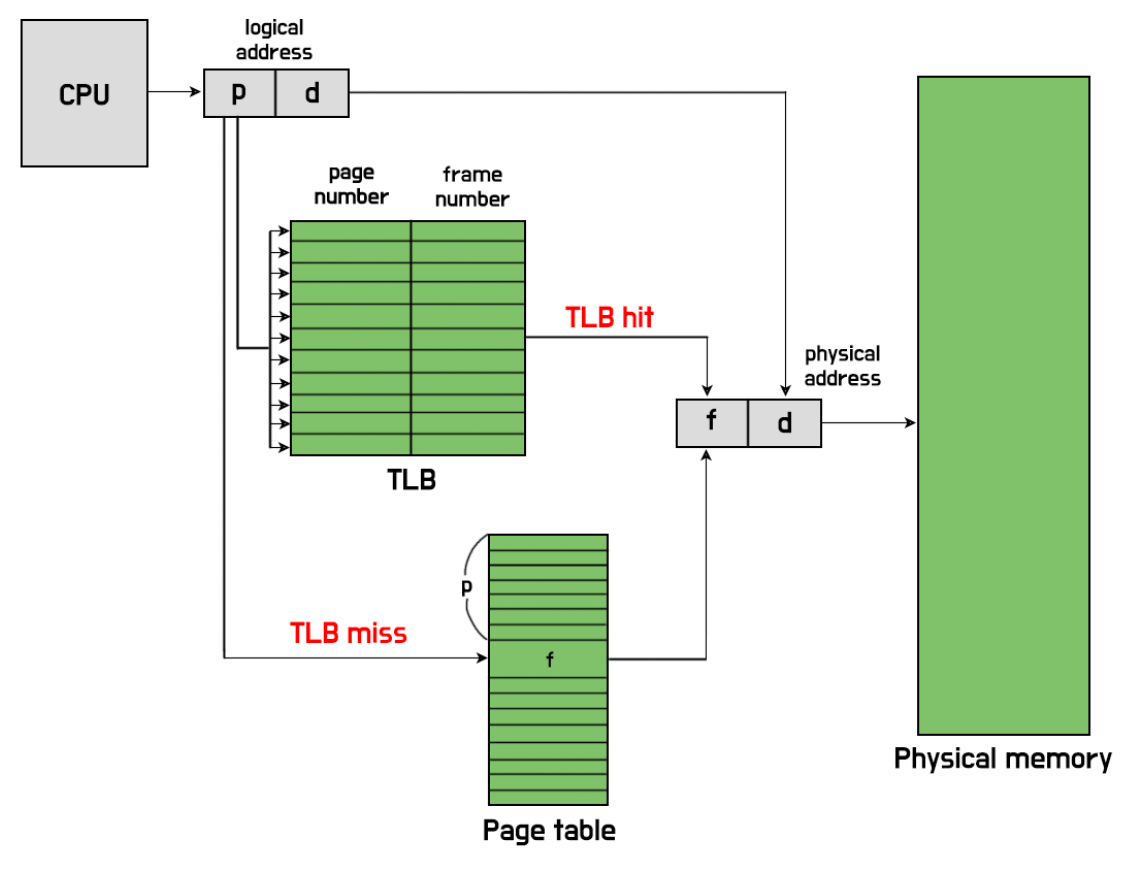 logical
address
CPU
p
d
page
number
frame
number
TLB hit
physical
address
f
d
TLB
p
TLB miss
f
Physical memory
Page table